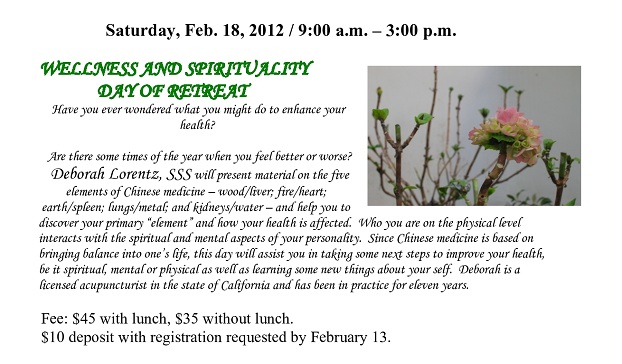 Saturday, Feb. 18, 2012 / 9:00 a.m. – 3:00 p.m.
WELLNESS AND SPIRITUALITY
DAY OF RETREAT
Have you ever wondered what you might do to enhance your
health?
Are there some times of the year when you feel better or worse?
Deborah Lorentz, SSS will present material on the five
elements of Chinese medicine – wood/liver; fire/heart;
earth/spleen; lungs/metal; and kidneys/water – and help you to
discover your primary "element" and how your health is affected. Who you are on the physical level
interacts with the spiritual and mental aspects of your personality. Since Chinese medicine is based on
bringing balance into one's life, this day will assist you in taking some next steps to improve your health,
be it spiritual, mental or physical as well as learning some new things about your self. Deborah is a
licensed acupuncturist in the state of California and has been in practice for eleven years.
Fee: $45 with lunch, $35 without lunch.
$10 deposit with registration requested by February 13.